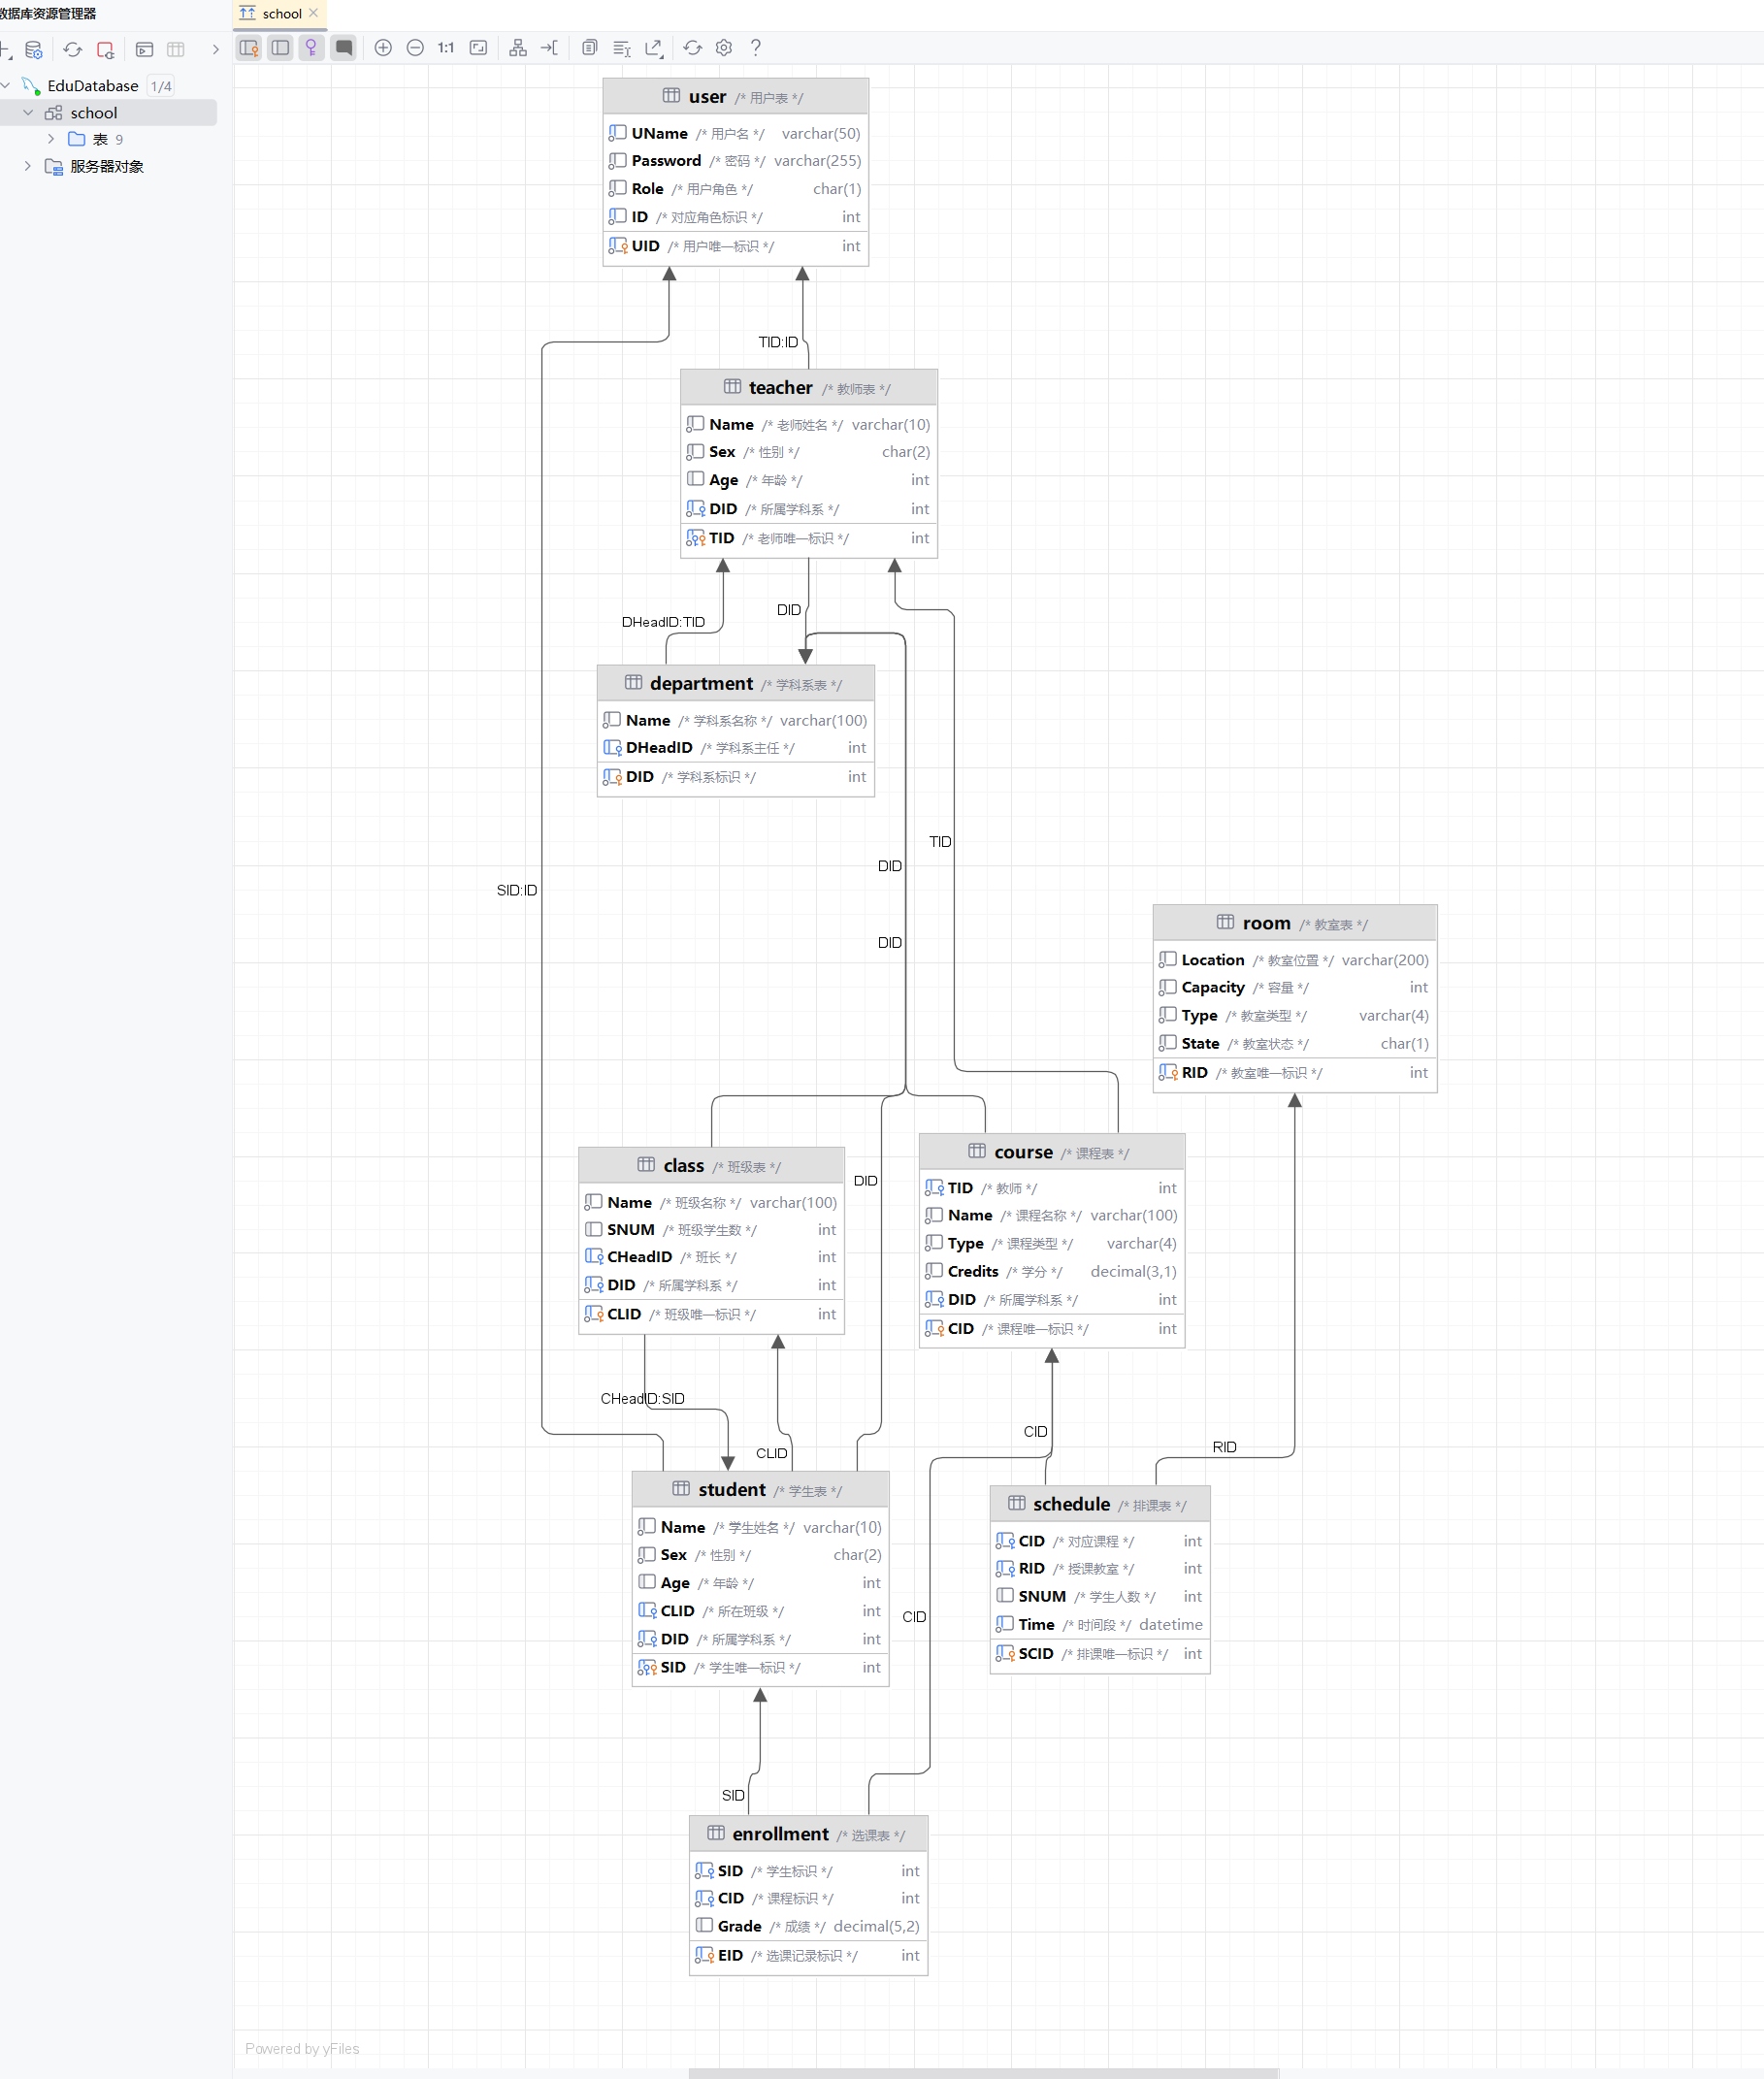 数据库资源管理器
school
1:1
EduDatabase 1/4
school
表 9
服务器对象
user /* 用户表 */
UName /* 用户名 */ varchar(50)
Password /* 密码 */ varchar(255)
Role /* 用户角色 */ char(1)
ID /* 对应角色标识 */ int
UID /* 用户唯一标识 */ int
TID:ID
teacher /* 教师表 */
Name /* 老师姓名 */ varchar(10)
Sex /* 性别 */ char(2)
Age /* 年龄 */ int
DID /* 所属学科系 */ int
TID /* 老师唯一标识 */ int
DID
DHeadID:TID
department /* 学科系表 */
Name /* 学科系名称 */ varchar(100)
DHeadID /* 学科系主任 */ int
DID /* 学科系标识 */ int
TID
DID
SID:ID
DID
room /* 教室表 */
Location /* 教室位置 */ varchar(200)
Capacity /* 容量 */ int
Type /* 教室类型 */ varchar(4)
State /* 教室状态 */ char(1)
RID /* 教室唯一标识 */ int
class /* 班级表 */
Name /* 班级名称 */ varchar(100)
SNUM /* 班级学生数 */ int
CHeadID /* 班长 */ int
DID /* 所属学科系 */ int
CLID /* 班级唯一标识 */ int
DID
course /* 课程表 */
TID /* 教师 */ int
Name /* 课程名称 */ varchar(100)
Type /* 课程类型 */ varchar(4)
Credits /* 学分 */ decimal(3,1)
DID /* 所属学科系 */ int
CID /* 课程唯一标识 */ int
CHeadID:SID
CLID
CID
RID
student /* 学生表 */
Name /* 学生姓名 */ varchar(10)
Sex /* 性别 */ char(2)
Age /* 年龄 */ int
CLID /* 所在班级 */ int
DID /* 所属学科系 */ int
SID /* 学生唯一标识 */ int
CID
schedule /* 排课表 */
CID /* 对应课程 */ int
RID /* 授课教室 */ int
SNUM /* 学生人数 */ int
Time /* 时间段 */ datetime
SCID /* 排课唯一标识 */ int
SID
enrollment /* 选课表 */
SID /* 学生标识 */ int
CID /* 课程标识 */ int
Grade /* 成绩 */ decimal(5,2)
EID /* 选课记录标识 */ int
Powered by yFiles